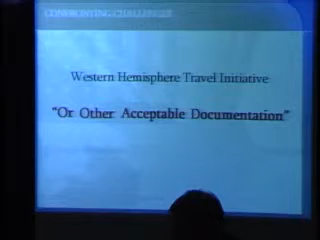 CONFRONTING CHALLENGES
Western Hemisphere Travel Initiative
"Or Other Acceptable Documentation"